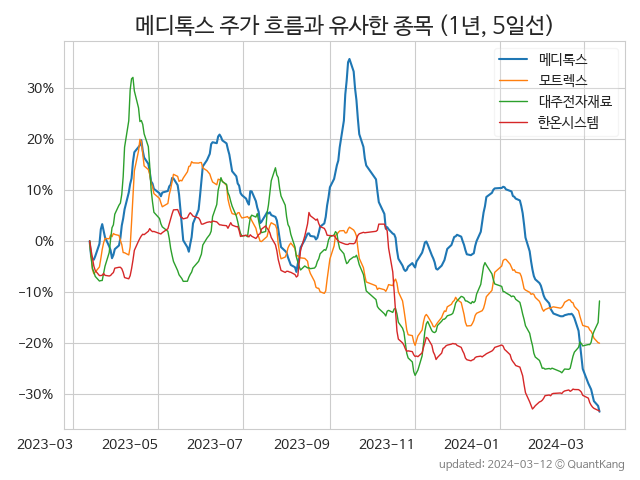 메디톡스 주가 흐름과 유사한 종목 (1년, 5일선)
메디톡스
모트렉스
대주전자재료
한온시스템
30%
20%
10%
0%
−10%
−20%
−30%
2023-03
2023-05
2023-07
2023-09
2023-11
2024-01
2024-03
updated: 2024-03-12 © QuantKang